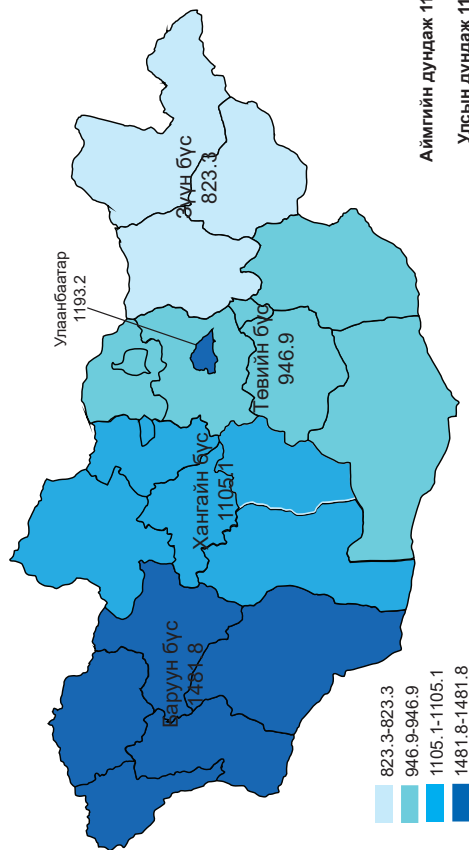 Улаанбаатар
1193.2
Зүүн бүс
823.3
Төвийн бүс
946.9
Хангайн бүс
1105.1
Баруун бүс
1481.8
Аймгийн дундаж 11
Улсын дундаж 11
823.3-823.3
946.9-946.9
1105.1-1105.1
1481.8-1481.8